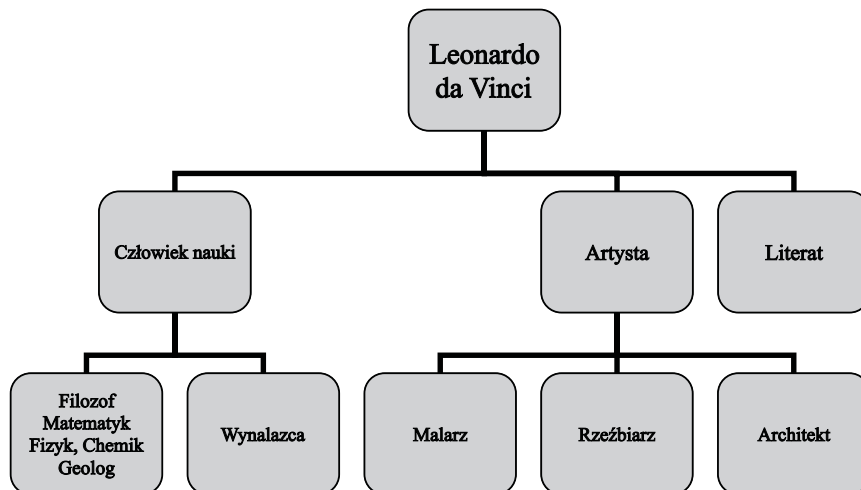 Leonardo
da Vinci
Człowiek nauki
Artysta
Literat
Filozof
Matematyk
Fizyk, Chemik
Geolog
Wynalazca
Malarz
Rzeźbiarz
Architekt